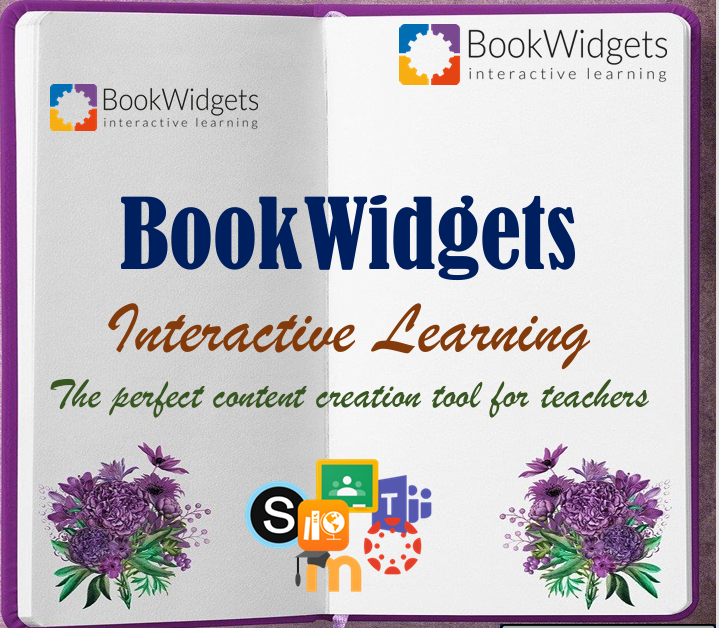 BookWidgets
interactive learning
BookWidgets
interactive learning
BookWidgets
Interactive Learning
The perfect content creation tool for teachers
S
T
m